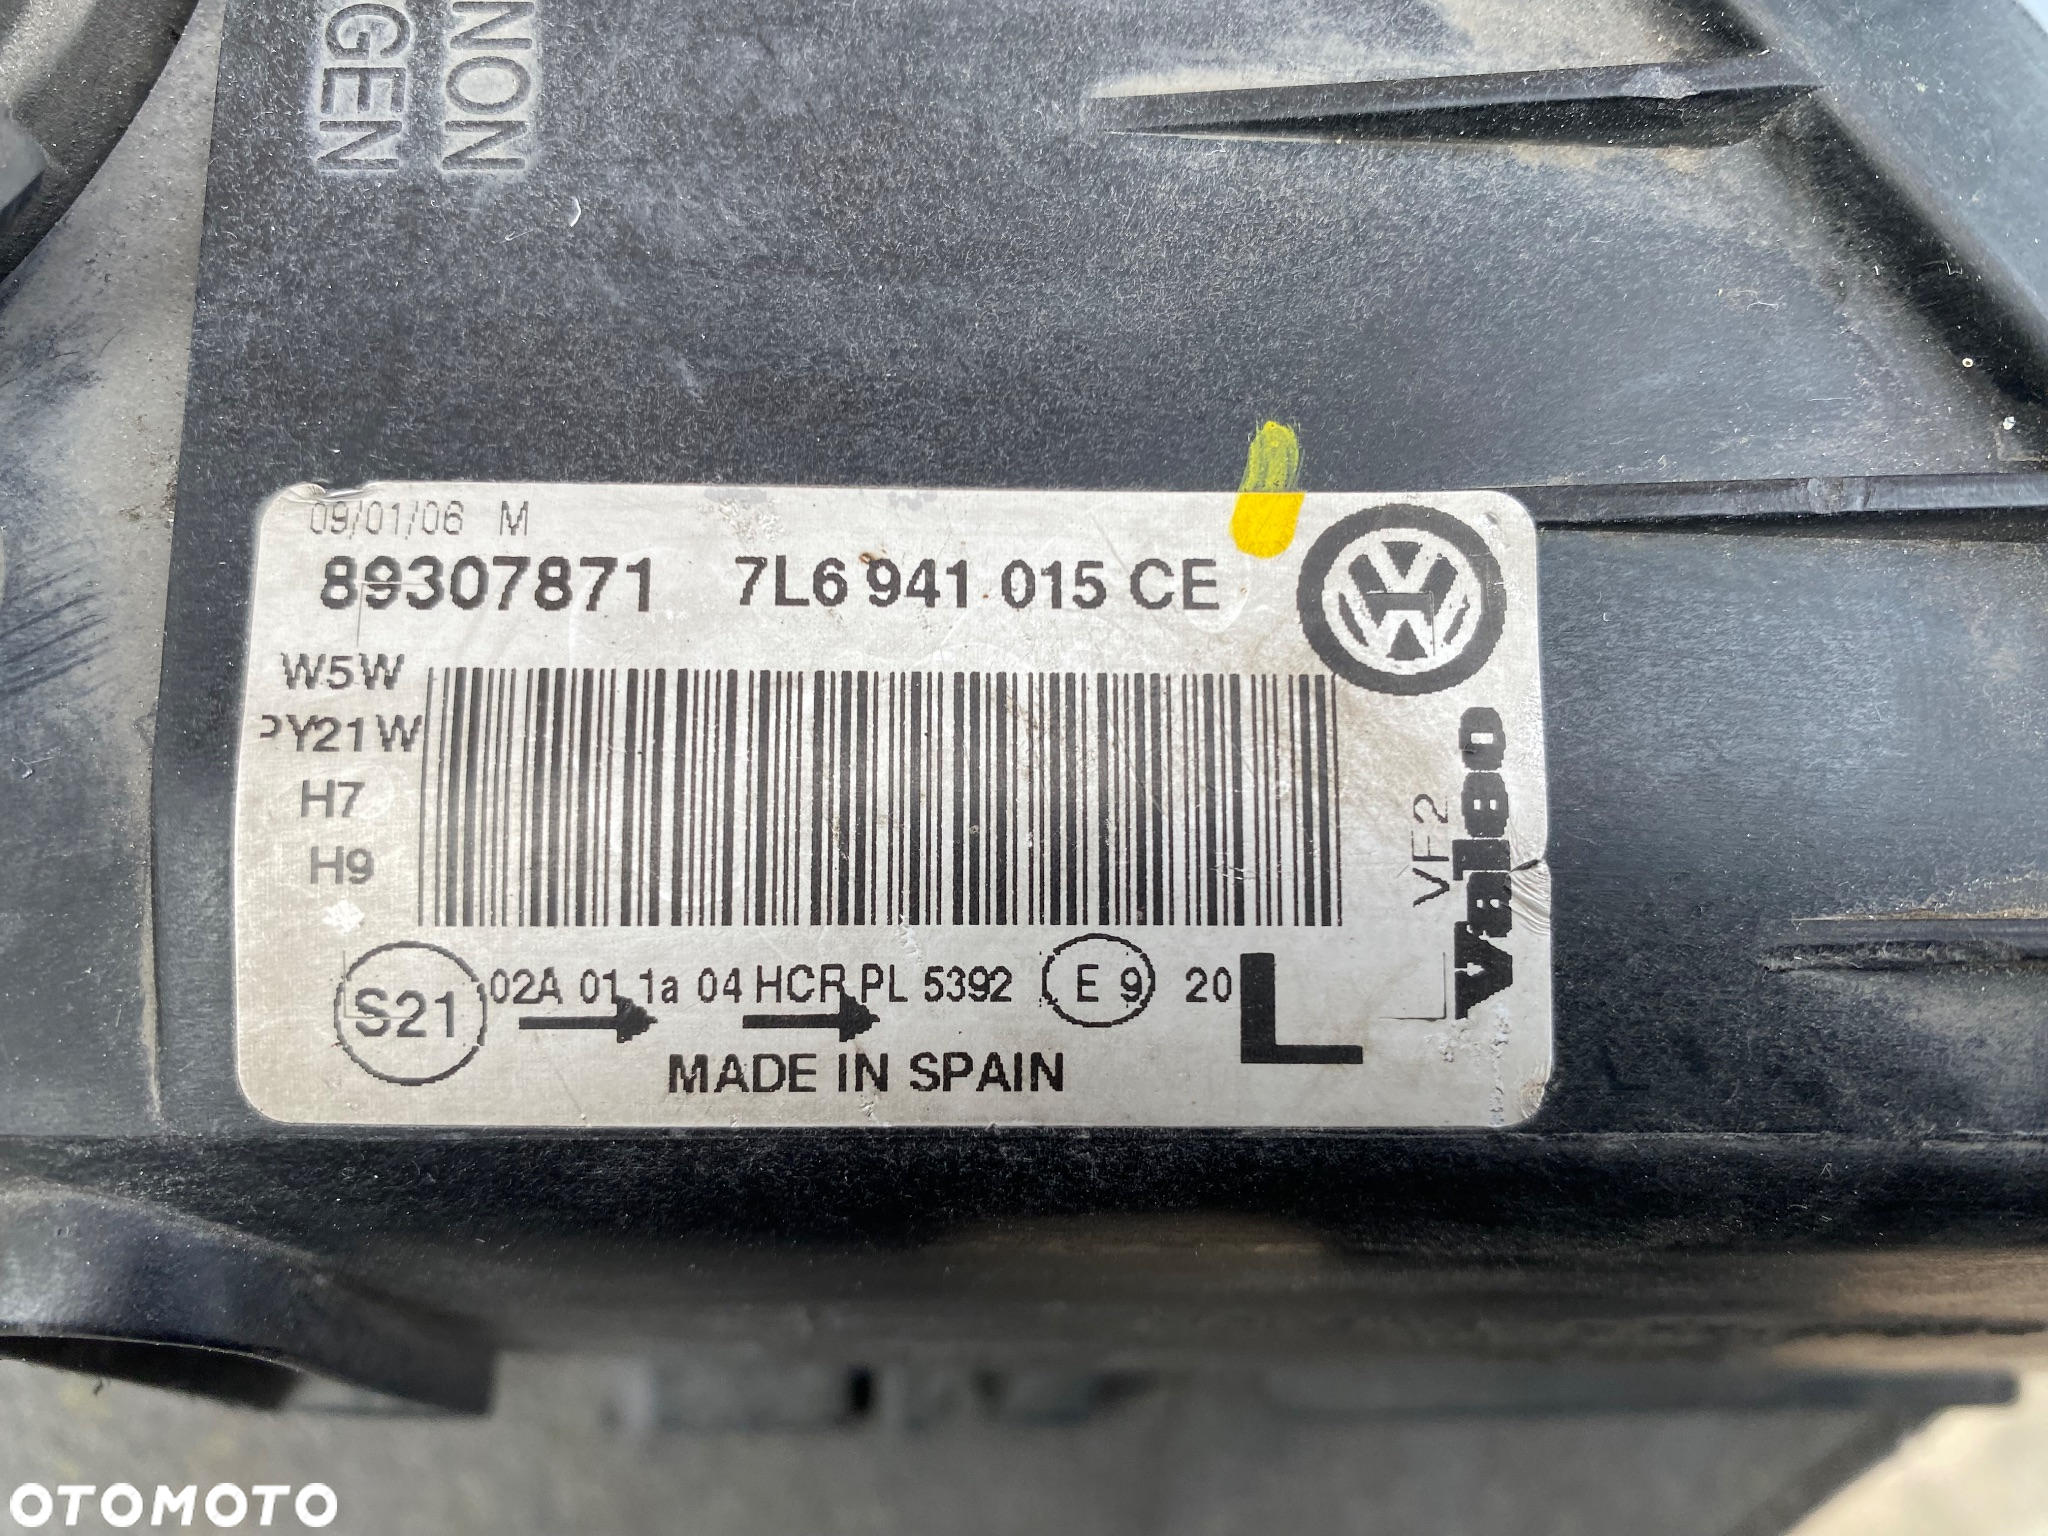 NON
GEN
09/01/06 M
89307871 7L6 941 015 CE
W5W
PY21W
H7
H9
VF2
Valeo
S21 02A 01 1a 04 HCR PL 5392 E 9 20 L
MADE IN SPAIN
OTOMOTO